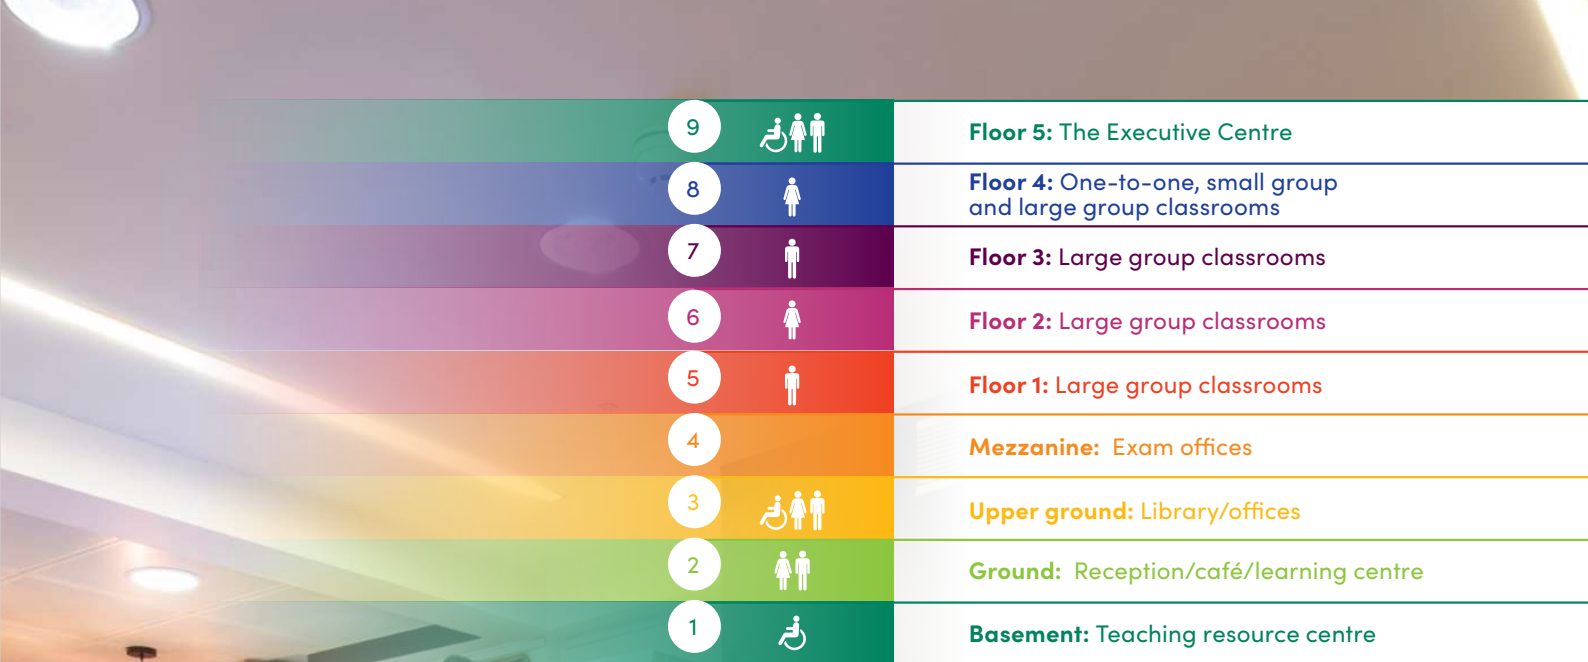 9
Floor 5: The Executive Centre
8
Floor 4: One-to-one, small group
and large group classrooms
7
Floor 3: Large group classrooms
6
Floor 2: Large group classrooms
5
Floor 1: Large group classrooms
4
Mezzanine: Exam offices
3
Upper ground: Library/offices
2
Ground: Reception/café/learning centre
1
Basement: Teaching resource centre